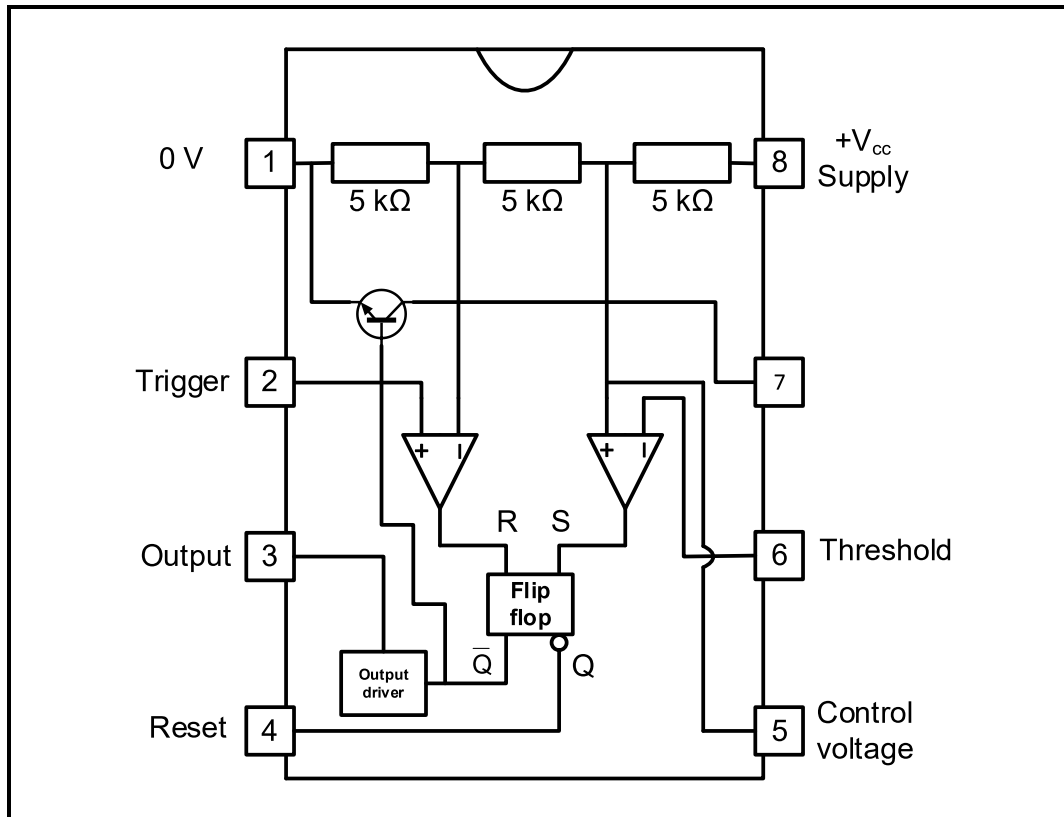 0 V
1
5 kΩ
5 kΩ
5 kΩ
8
+Vcc
Supply
Trigger
2
7
+
−
+
−
Output
3
R
S
6
Threshold
Flip
flop
Q̅
Q
Output
driver
Reset
4
5
Control
voltage